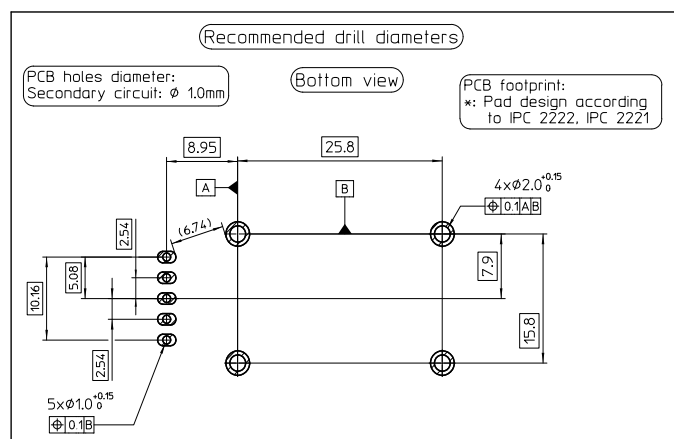 Recommended drill diameters
PCB holes diameter:
Secondary circuit: ϕ 1.0mm
Bottom view
PCB footprint:
*: Pad design according
to IPC 2222, IPC 2221
8.95
25.8
A
B
4xØ2.0 +0.15 0
⌖ 0.1 A B
(6.74)
2.54
5.08
10.16
2.54
7.9
15.8
5xØ1.0 +0.15 0
⌖ 0.1 B